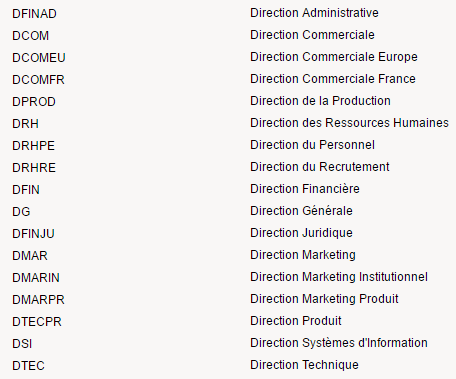 DFINAD Direction Administrative
DCOM Direction Commerciale
DCOMEU Direction Commerciale Europe
DCOMFR Direction Commerciale France
DPROD Direction de la Production
DRH Direction des Ressources Humaines
DRHPE Direction du Personnel
DRHRE Direction du Recrutement
DFIN Direction Financière
DG Direction Générale
DFINJU Direction Juridique
DMAR Direction Marketing
DMARIN Direction Marketing Institutionnel
DMARPR Direction Marketing Produit
DTECPR Direction Produit
DSI Direction Systèmes d'Information
DTEC Direction Technique